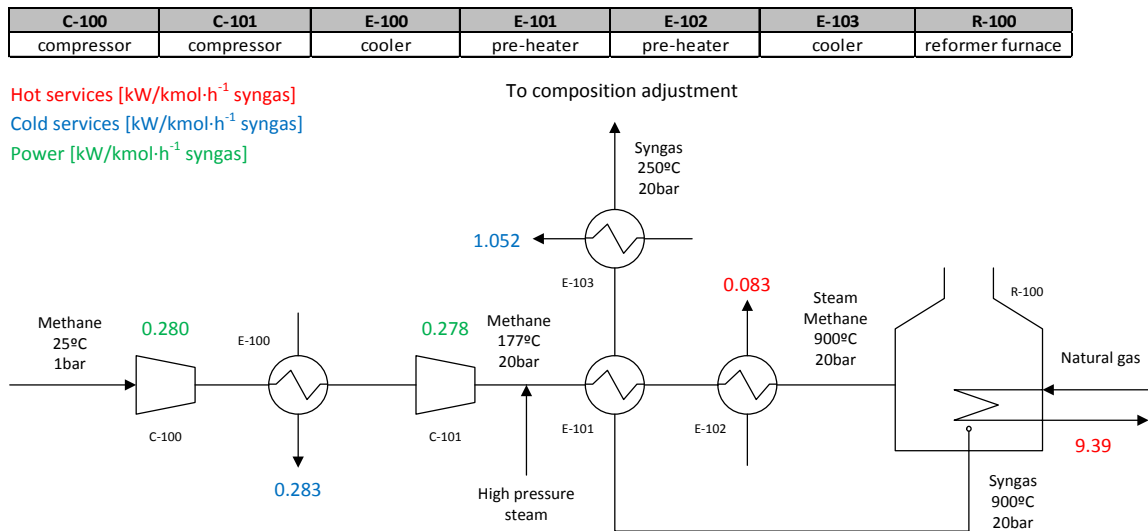 C-100 C-101 E-100 E-101 E-102 E-103 R-100
compressor compressor cooler pre-heater pre-heater cooler reformer furnace
Hot services [kW/kmol·h⁻¹ syngas]
Cold services [kW/kmol·h⁻¹ syngas]
Power [kW/kmol·h⁻¹ syngas]
To composition adjustment
Syngas
250ºC
20bar
1.052
E-103
0.083
Steam
Methane
900ºC
20bar
R-100
Methane
25ºC
1bar
0.280
E-100
0.278
Methane
177ºC
20bar
Natural gas
C-100
C-101
E-101
E-102
9.39
0.283
High pressure
steam
Syngas
900ºC
20bar